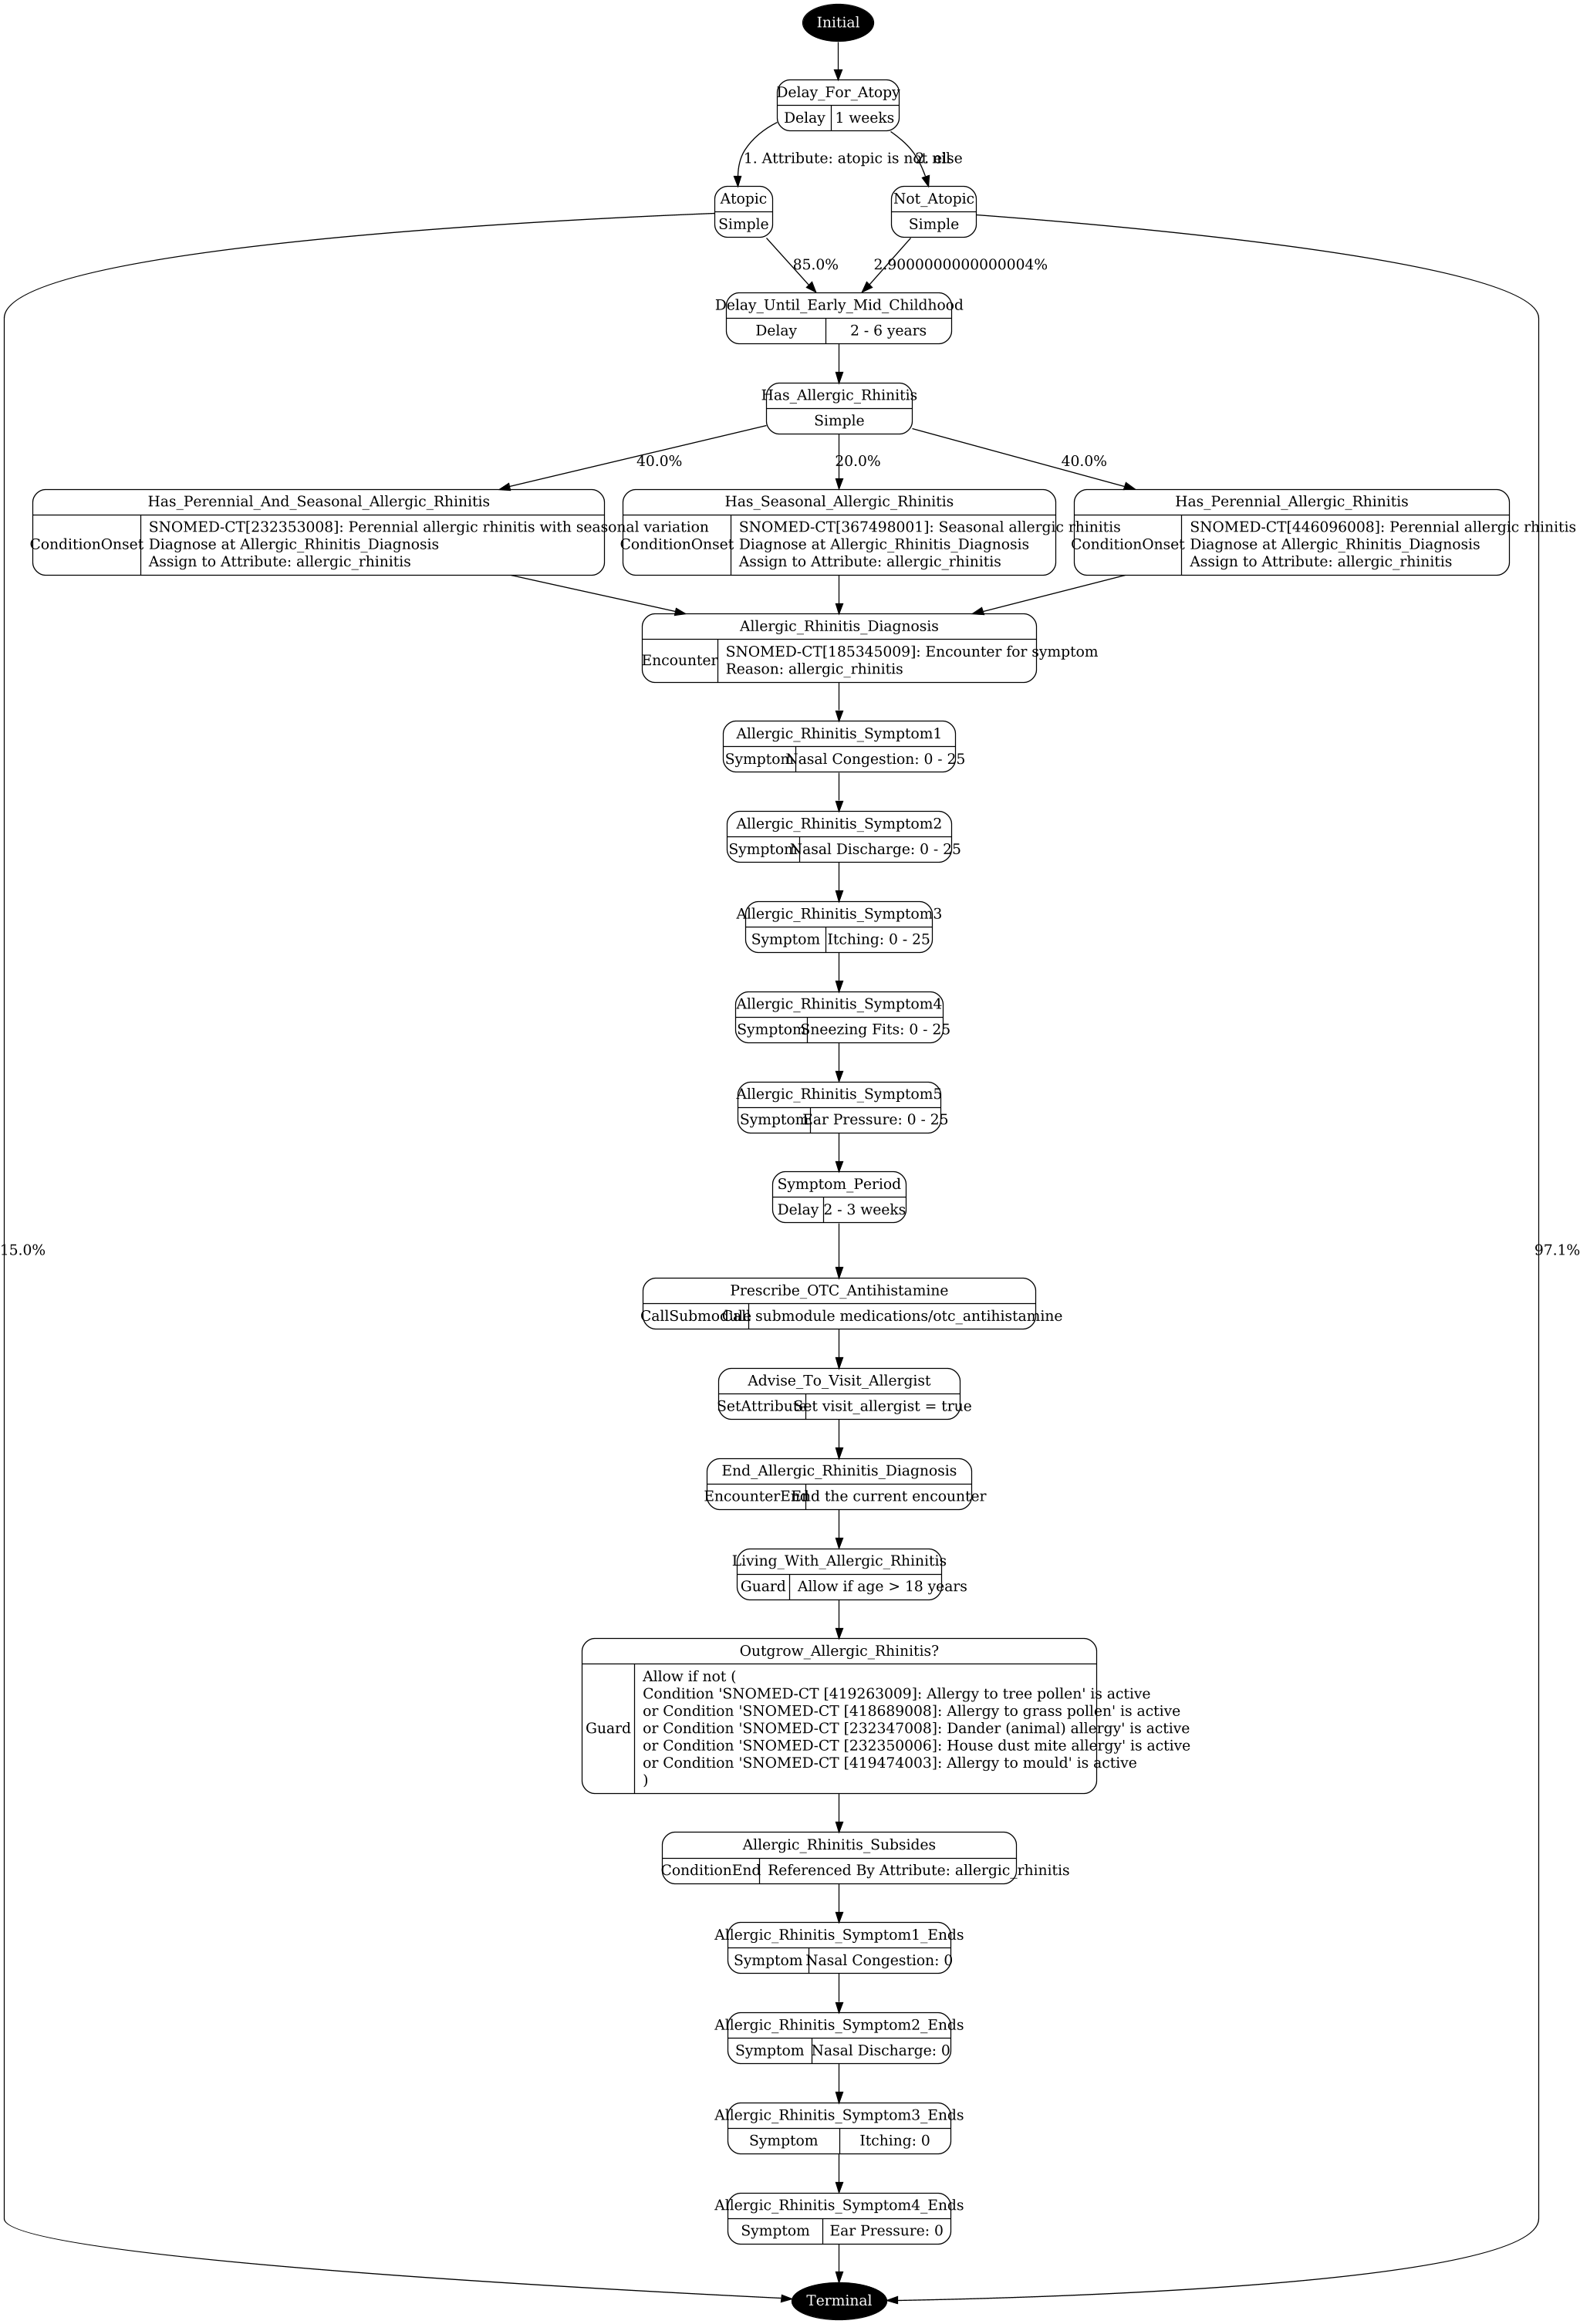 Initial
Delay_For_Atopy
Delay 1 weeks
1. Attribute: atopic is not nil
2. else
Atopic
Simple
Not_Atopic
Simple
85.0%
2.9000000000000004%
Delay_Until_Early_Mid_Childhood
Delay 2 - 6 years
Has_Allergic_Rhinitis
Simple
40.0%
20.0%
40.0%
Has_Perennial_And_Seasonal_Allergic_Rhinitis
ConditionOnset
SNOMED-CT[232353008]: Perennial allergic rhinitis with seasonal variation
Diagnose at Allergic_Rhinitis_Diagnosis
Assign to Attribute: allergic_rhinitis
Has_Seasonal_Allergic_Rhinitis
ConditionOnset
SNOMED-CT[367498001]: Seasonal allergic rhinitis
Diagnose at Allergic_Rhinitis_Diagnosis
Assign to Attribute: allergic_rhinitis
Has_Perennial_Allergic_Rhinitis
ConditionOnset
SNOMED-CT[446096008]: Perennial allergic rhinitis
Diagnose at Allergic_Rhinitis_Diagnosis
Assign to Attribute: allergic_rhinitis
Allergic_Rhinitis_Diagnosis
Encounter
SNOMED-CT[185345009]: Encounter for symptom
Reason: allergic_rhinitis
Allergic_Rhinitis_Symptom1
Symptom Nasal Congestion: 0 - 25
Allergic_Rhinitis_Symptom2
Symptom Nasal Discharge: 0 - 25
Allergic_Rhinitis_Symptom3
Symptom Itching: 0 - 25
Allergic_Rhinitis_Symptom4
Symptom Sneezing Fits: 0 - 25
Allergic_Rhinitis_Symptom5
Symptom Ear Pressure: 0 - 25
Symptom_Period
Delay 2 - 3 weeks
15.0%
97.1%
Prescribe_OTC_Antihistamine
CallSubmodule Call submodule medications/otc_antihistamine
Advise_To_Visit_Allergist
SetAttribute Set visit_allergist = true
End_Allergic_Rhinitis_Diagnosis
EncounterEnd End the current encounter
Living_With_Allergic_Rhinitis
Guard Allow if age > 18 years
Outgrow_Allergic_Rhinitis?
Guard
Allow if not (
Condition 'SNOMED-CT [419263009]: Allergy to tree pollen' is active
or Condition 'SNOMED-CT [418689008]: Allergy to grass pollen' is active
or Condition 'SNOMED-CT [232347008]: Dander (animal) allergy' is active
or Condition 'SNOMED-CT [232350006]: House dust mite allergy' is active
or Condition 'SNOMED-CT [419474003]: Allergy to mould' is active
)
Allergic_Rhinitis_Subsides
ConditionEnd Referenced By Attribute: allergic_rhinitis
Allergic_Rhinitis_Symptom1_Ends
Symptom Nasal Congestion: 0
Allergic_Rhinitis_Symptom2_Ends
Symptom Nasal Discharge: 0
Allergic_Rhinitis_Symptom3_Ends
Symptom Itching: 0
Allergic_Rhinitis_Symptom4_Ends
Symptom Ear Pressure: 0
Terminal